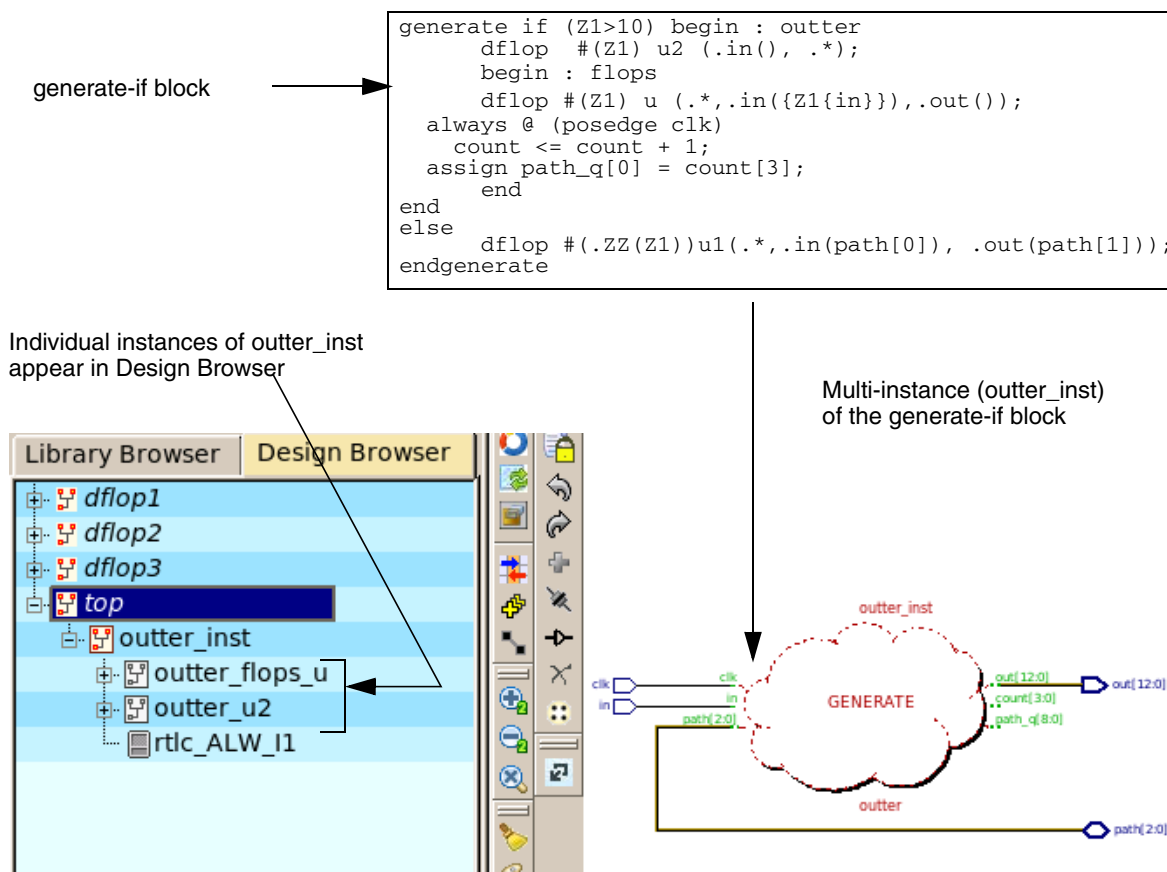 generate if (Z1>10) begin : outter
dflop  #(Z1) u2 (.in(), .*);
begin : flops
dflop #(Z1) u (.*,.in({Z1{in}}),.out());
always @ (posedge clk)
count <= count + 1;
assign path_q[0] = count[3];
end
end
else
dflop #(.ZZ(Z1))u1(.*,.in(path[0]), .out(path[1]));
endgenerate
generate-if block
Individual instances of outter_inst
appear in Design Browser
Multi-instance (outter_inst)
of the generate-if block
Library Browser
Design Browser
dflop1
dflop2
dflop3
top
outter_inst
outter_flops_u
outter_u2
rtlc_ALW_I1
2
2
outter_inst
clk
clk
in
in
path[2:0]
GENERATE
out[12:0]
out[12:0]
count[3:0]
path_q[8:0]
outter
path[2:0]